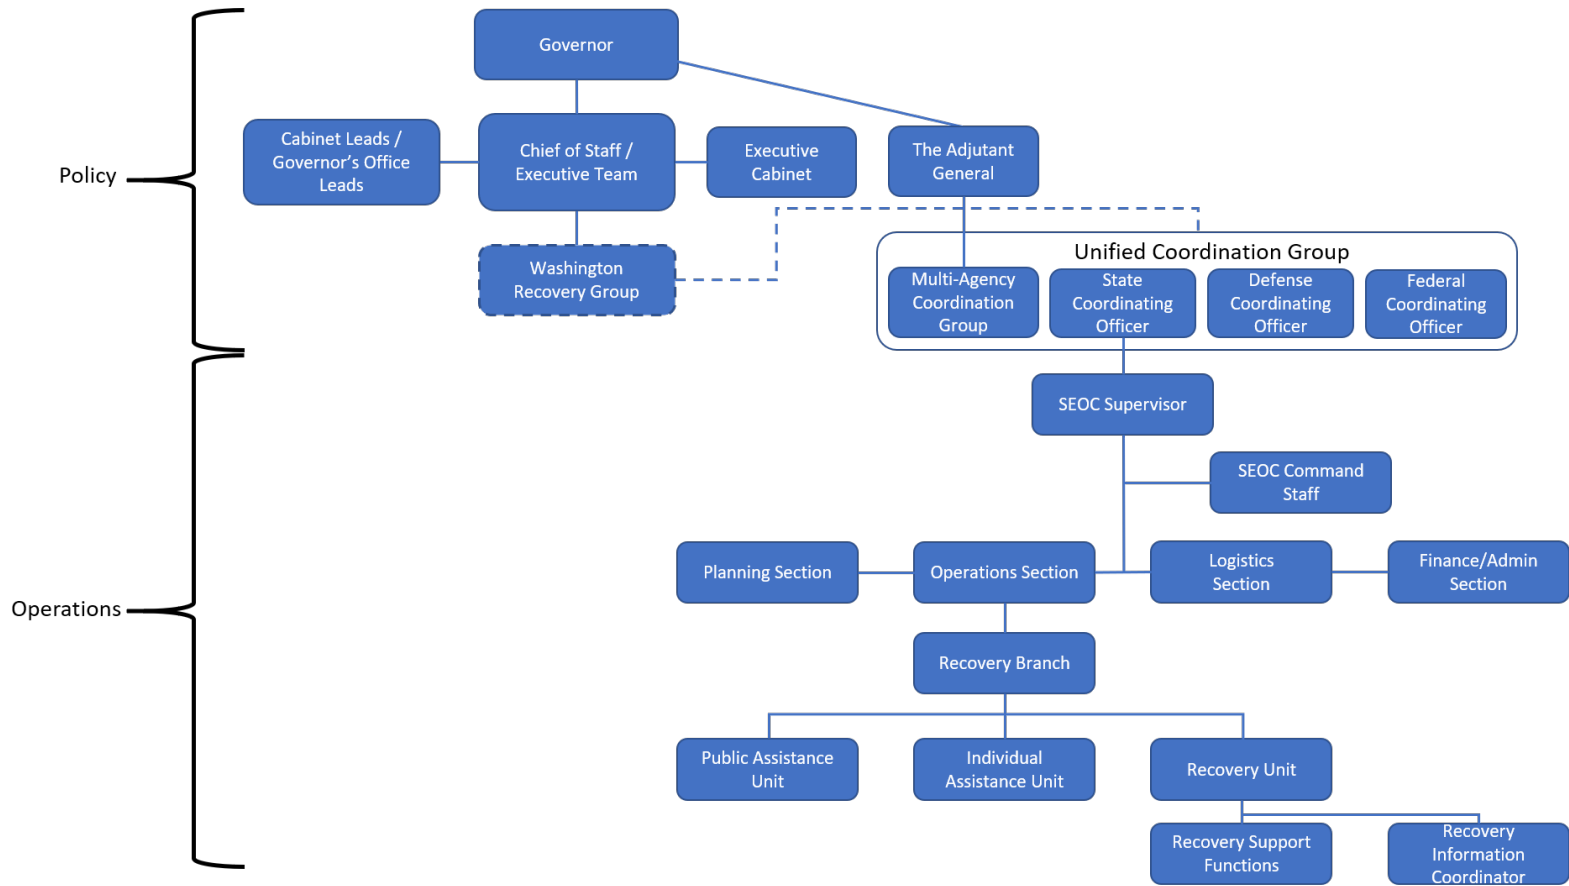 Governor
Cabinet Leads /
Governor's Office
Leads
Chief of Staff /
Executive Team
Executive
Cabinet
The Adjutant
General
Policy
Washington
Recovery Group
Unified Coordination Group
Multi-Agency
Coordination
Group
State
Coordinating
Officer
Defense
Coordinating
Officer
Federal
Coordinating
Officer
SEOC Supervisor
SEOC Command
Staff
Planning Section
Operations Section
Logistics
Section
Finance/Admin
Section
Operations
Recovery Branch
Public Assistance
Unit
Individual
Assistance Unit
Recovery Unit
Recovery Support
Functions
Recovery
Information
Coordinator